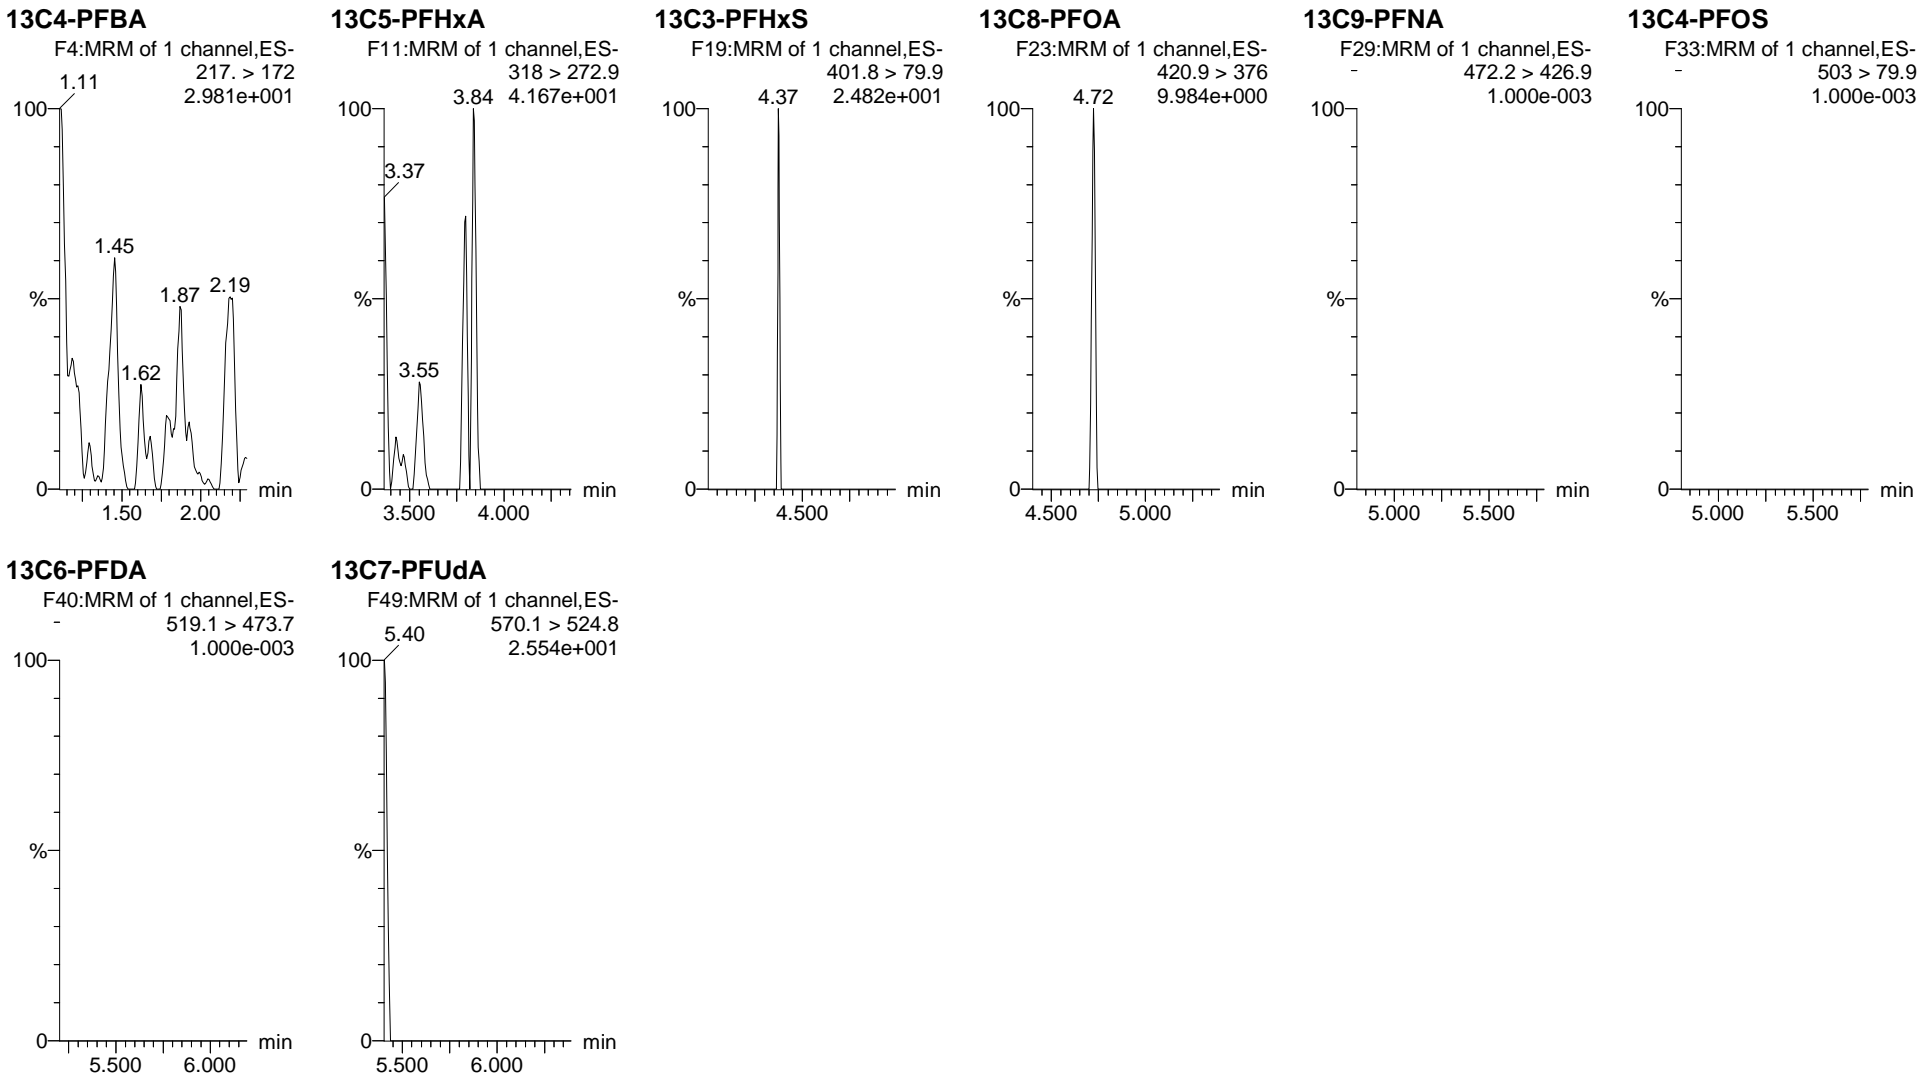 13C4-PFBA
F4:MRM of 1 channel,ES-
217. > 172
2.981e+001
1.11
100
1.45
1.87
2.19
%
1.62
0
min
1.50
2.00
13C5-PFHxA
F11:MRM of 1 channel,ES-
318 > 272.9
4.167e+001
3.84
100
3.37
%
3.55
0
min
3.500
4.000
13C3-PFHxS
F19:MRM of 1 channel,ES-
401.8 > 79.9
2.482e+001
4.37
100
%
0
min
4.500
13C8-PFOA
F23:MRM of 1 channel,ES-
420.9 > 376
9.984e+000
4.72
100
%
0
min
4.500
5.000
13C9-PFNA
F29:MRM of 1 channel,ES-
472.2 > 426.9
1.000e-003
100
%
0
min
5.000
5.500
13C4-PFOS
F33:MRM of 1 channel,ES-
503 > 79.9
1.000e-003
100
%
0
min
5.000
5.500
13C6-PFDA
F40:MRM of 1 channel,ES-
519.1 > 473.7
1.000e-003
100
%
0
min
5.500
6.000
13C7-PFUdA
F49:MRM of 1 channel,ES-
570.1 > 524.8
2.554e+001
5.40
100
%
0
min
5.500
6.000